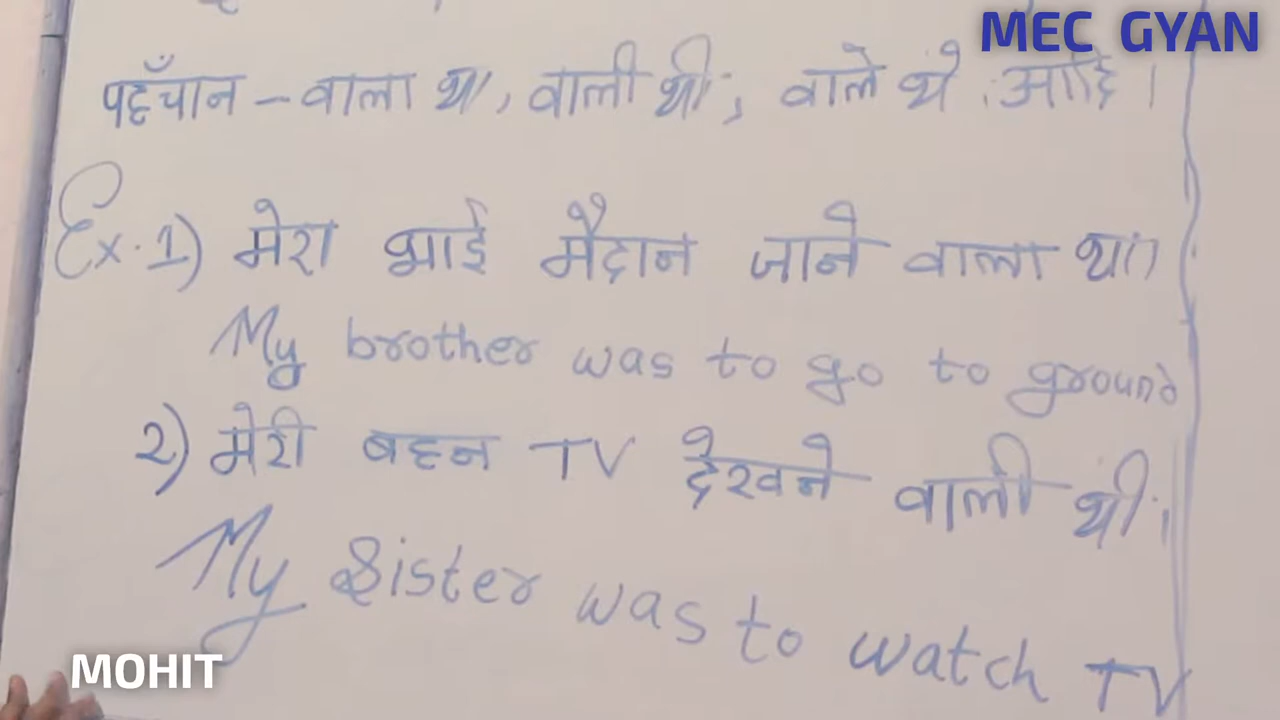 MEC GYAN
पहँचान - वाला था, वाली थी, वाले थे आदि।
Ex. 1) मेरा भाई मैदान जाने वाला था।
My brother was to go to ground
2) मेरी बहन TV देखने वाली थी।
My Sister was to watch TV
MOHIT